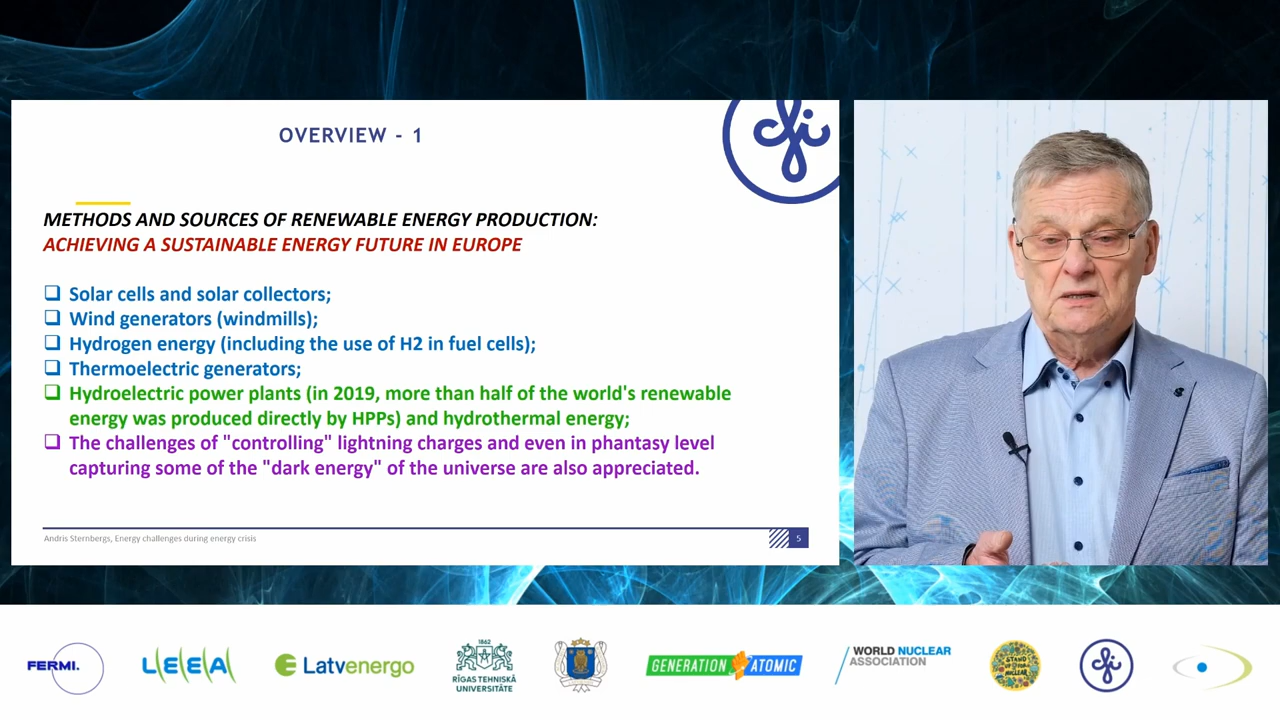 OVERVIEW - 1
METHODS AND SOURCES OF RENEWABLE ENERGY PRODUCTION:
ACHIEVING A SUSTAINABLE ENERGY FUTURE IN EUROPE
Solar cells and solar collectors;
Wind generators (windmills);
Hydrogen energy (including the use of H2 in fuel cells);
Thermoelectric generators;
Hydroelectric power plants (in 2019, more than half of the world's renewable
energy was produced directly by HPPs) and hydrothermal energy;
The challenges of "controlling" lightning charges and even in phantasy level
capturing some of the "dark energy" of the universe are also appreciated.
Andris Sternbergs, Energy challenges during energy crisis
5
FERMI.
LEEA
Latvenergo
1862
RĪGAS TEHNISKĀ
UNIVERSITĀTE
GENERATION ATOMIC
WORLD NUCLEAR
ASSOCIATION
STAND
UP FOR
NUCLEAR
cfi